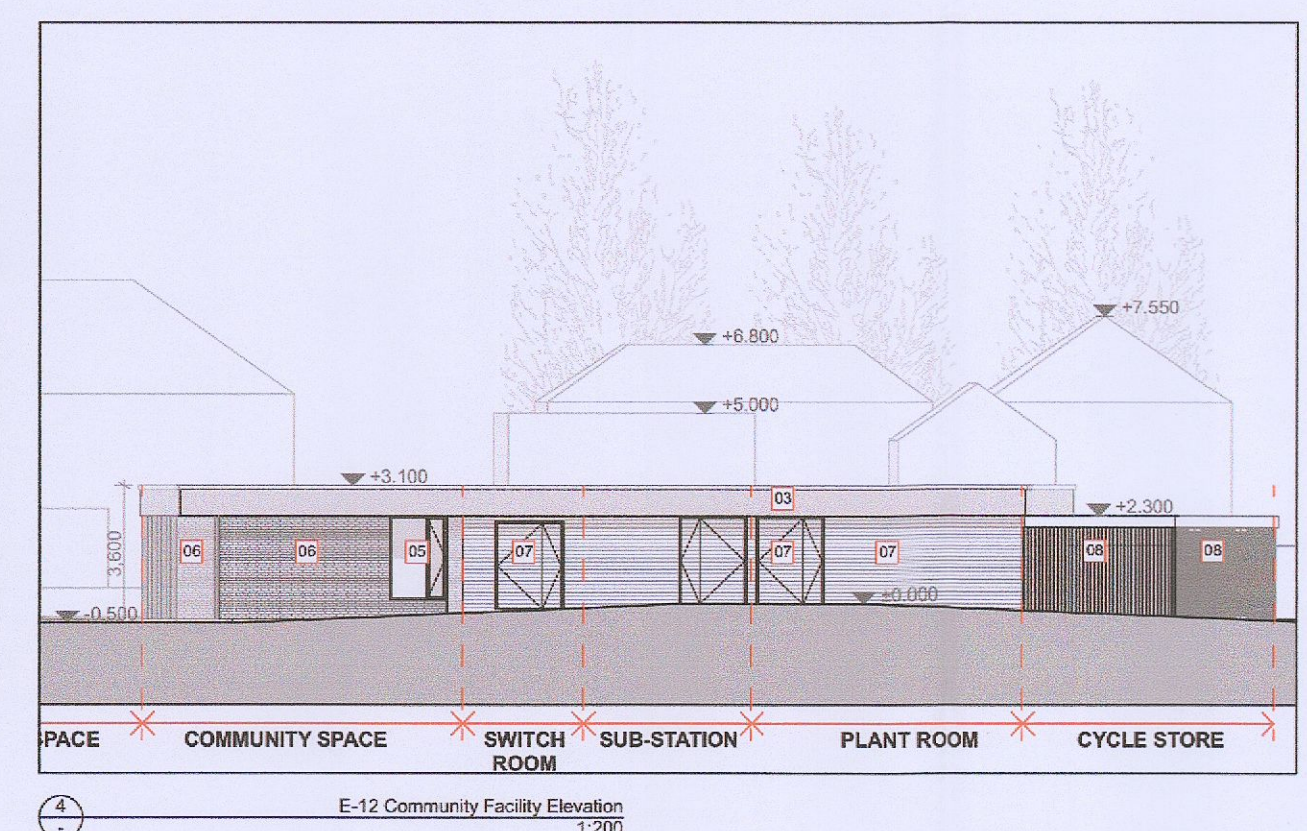 +7.550
+6.800
+5.000
+3.100
03
+2.300
3,600
06
06
05
07
07
07
08
08
-0.500
±0.000
PACE
COMMUNITY SPACE
SWITCH
ROOM
SUB-STATION
PLANT ROOM
CYCLE STORE
4
-
E-12 Community Facility Elevation
1:200